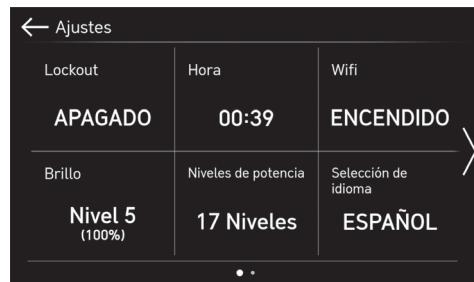 Ajustes
Lockout
Hora
Wifi
APAGADO
00:39
ENCENDIDO
Brillo
Niveles de potencia
Selección de
idioma
Nivel 5
(100%)
17 Niveles
ESPAÑOL